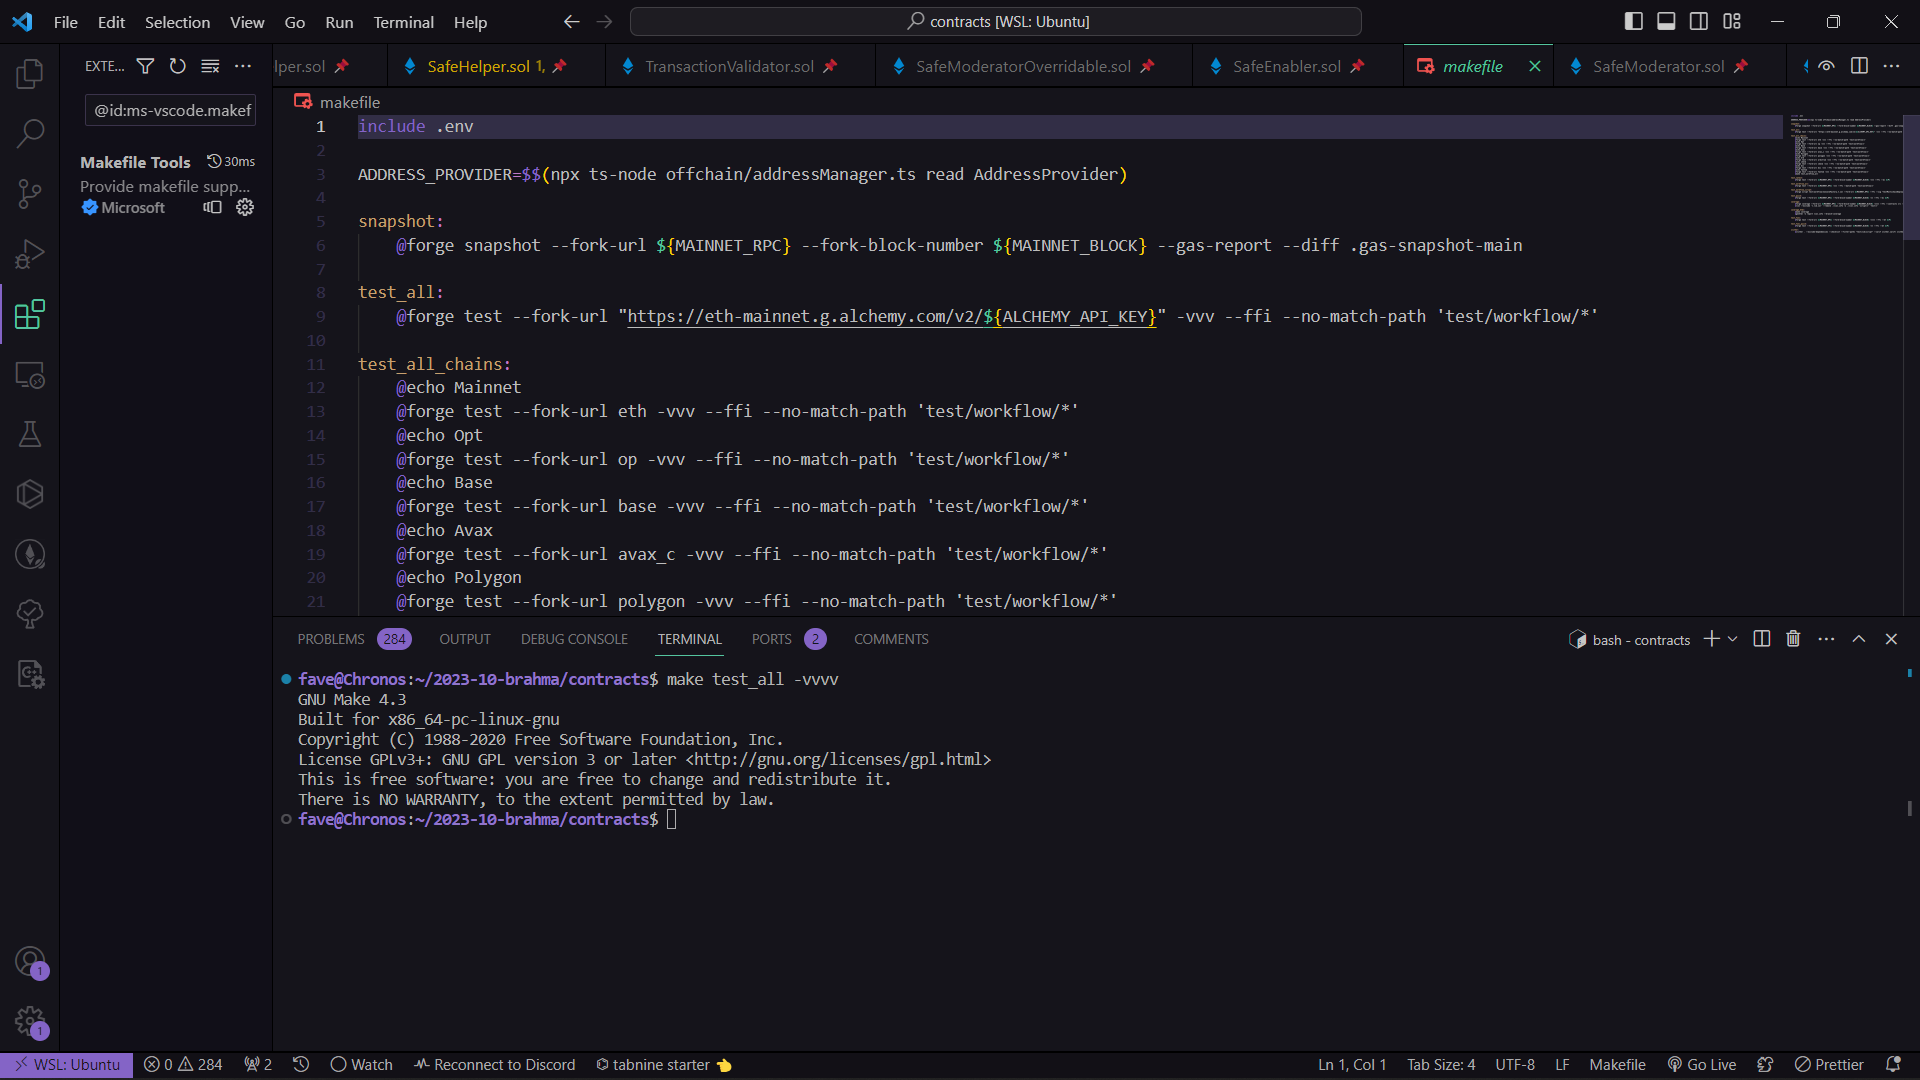 File Edit Selection View Go Run Terminal Help
contracts [WSL: Ubuntu]
EXTE...
lper.sol
SafeHelper.sol 1,
TransactionValidator.sol
SafeModeratorOverridable.sol
SafeEnabler.sol
makefile
SafeModerator.sol
@id:ms-vscode.makef
Makefile Tools 30ms
Provide makefile supp...
Microsoft
makefile
1 include .env
2
3 ADDRESS_PROVIDER=$$(npx ts-node offchain/addressManager.ts read AddressProvider)
4
5 snapshot:
6 @forge snapshot --fork-url ${MAINNET_RPC} --fork-block-number ${MAINNET_BLOCK} --gas-report --diff .gas-snapshot-main
7
8 test_all:
9 @forge test --fork-url "https://eth-mainnet.g.alchemy.com/v2/${ALCHEMY_API_KEY}" -vvv --ffi --no-match-path 'test/workflow/*'
10
11 test_all_chains:
12 @echo Mainnet
13 @forge test --fork-url eth -vvv --ffi --no-match-path 'test/workflow/*'
14 @echo Opt
15 @forge test --fork-url op -vvv --ffi --no-match-path 'test/workflow/*'
16 @echo Base
17 @forge test --fork-url base -vvv --ffi --no-match-path 'test/workflow/*'
18 @echo Avax
19 @forge test --fork-url avax_c -vvv --ffi --no-match-path 'test/workflow/*'
20 @echo Polygon
21 @forge test --fork-url polygon -vvv --ffi --no-match-path 'test/workflow/*'
PROBLEMS 284 OUTPUT DEBUG CONSOLE TERMINAL PORTS 2 COMMENTS
bash - contracts
fave@Chronos:~/2023-10-brahma/contracts$ make test_all -vvvv
GNU Make 4.3
Built for x86_64-pc-linux-gnu
Copyright (C) 1988-2020 Free Software Foundation, Inc.
License GPLv3+: GNU GPL version 3 or later <http://gnu.org/licenses/gpl.html>
This is free software: you are free to change and redistribute it.
There is NO WARRANTY, to the extent permitted by law.
fave@Chronos:~/2023-10-brahma/contracts$
1
1
WSL: Ubuntu 0 284 2 Watch Reconnect to Discord tabnine starter
Ln 1, Col 1 Tab Size: 4 UTF-8 LF Makefile Go Live Prettier